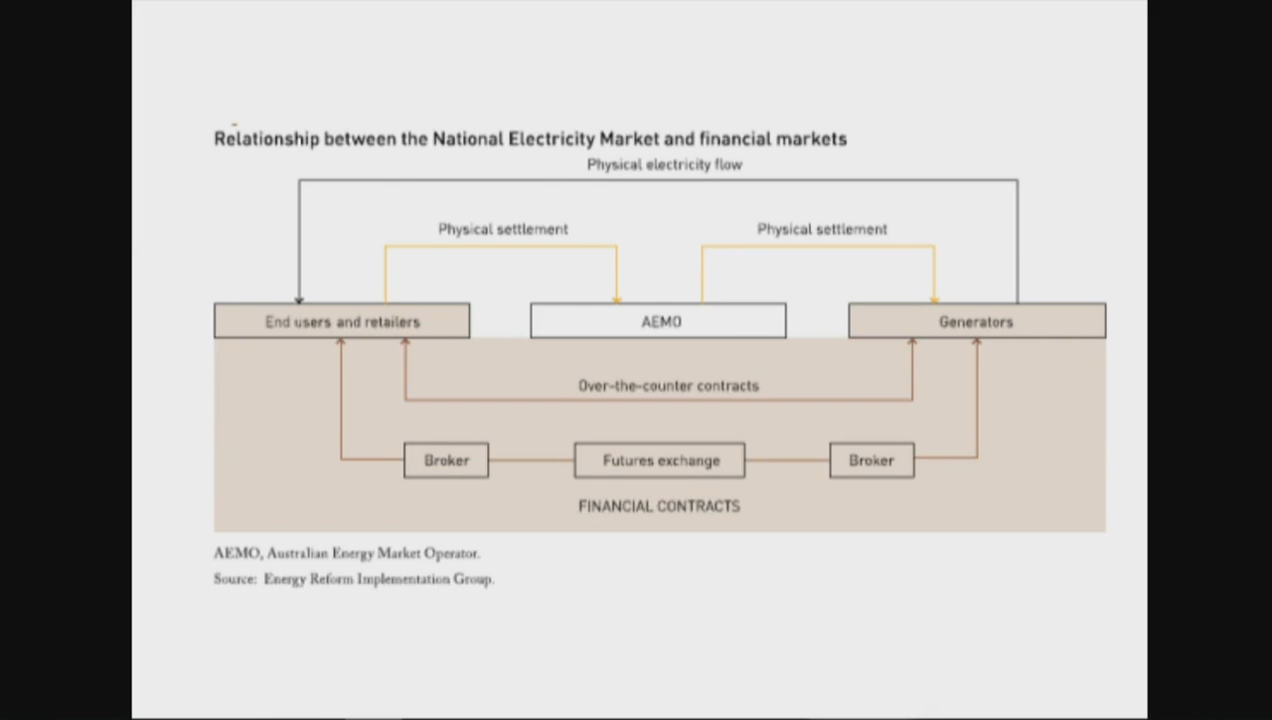 Relationship between the National Electricity Market and financial markets
Physical electricity flow
Physical settlement
Physical settlement
End users and retailers
AEMO
Generators
Over-the-counter contracts
Broker
Futures exchange
Broker
FINANCIAL CONTRACTS
AEMO, Australian Energy Market Operator.
Source: Energy Reform Implementation Group.